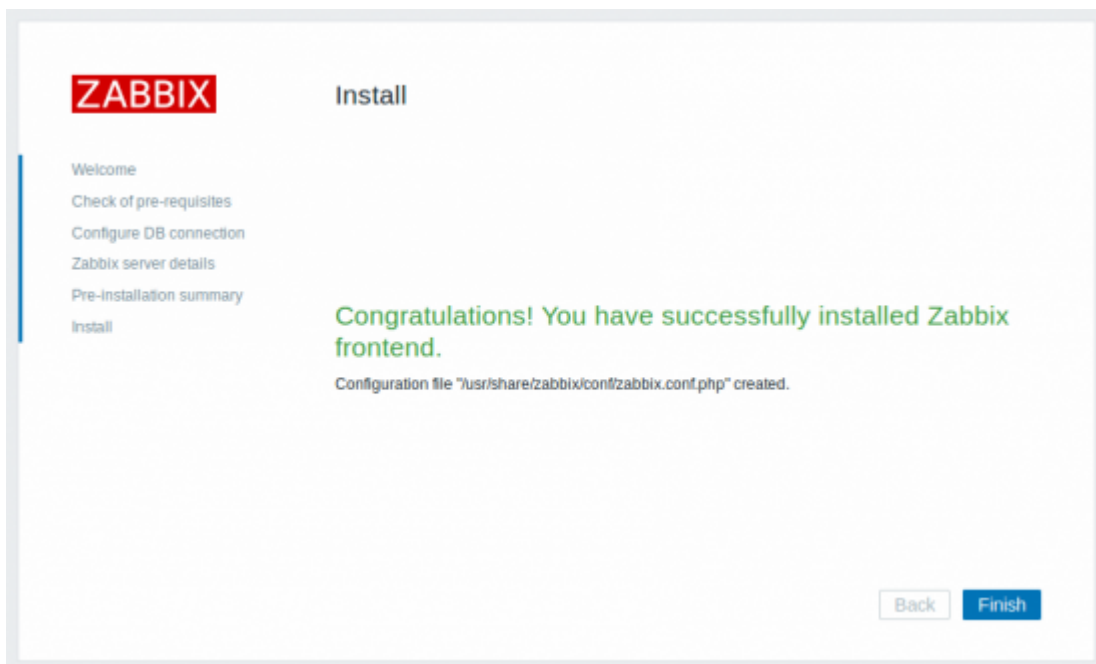 ZABBIX
Install
Welcome
Check of pre-requisites
Configure DB connection
Zabbix server details
Pre-installation summary
Install
Congratulations! You have successfully installed Zabbix
frontend.
Configuration file "/usr/share/zabbix/conf/zabbix.conf.php" created.
Back
Finish